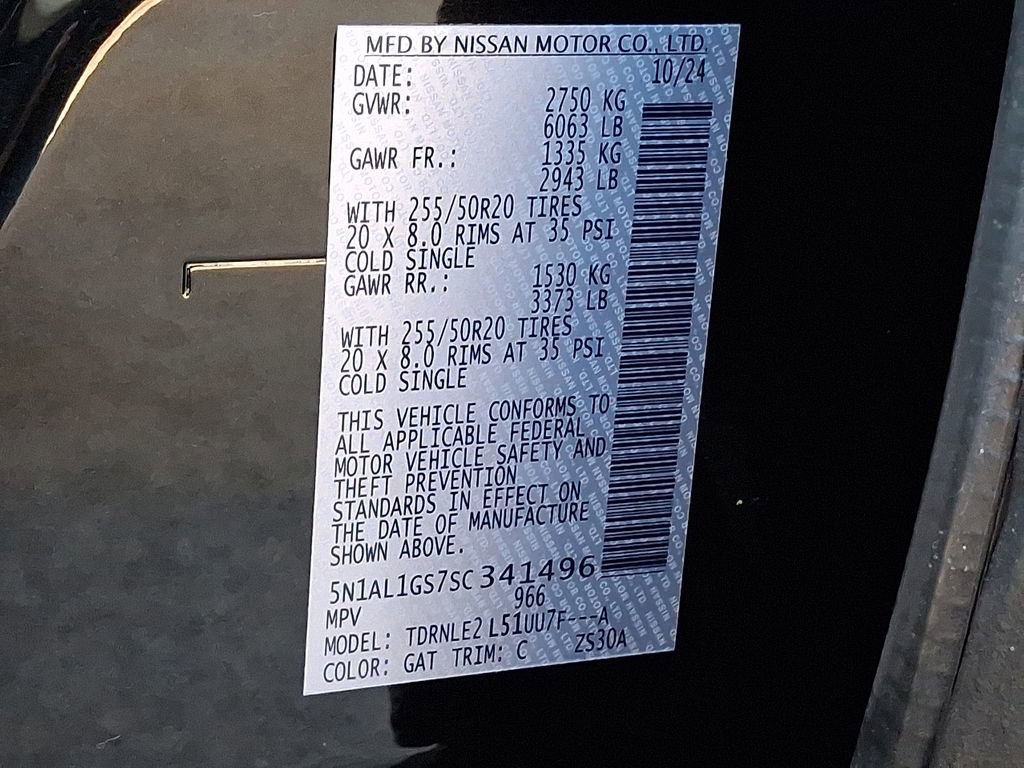 MFD BY NISSAN MOTOR CO., LTD.
DATE: 10/24
GVWR: 2750 KG
6063 LB
GAWR FR.: 1335 KG
2943 LB
WITH 255/50R20 TIRES
20 X 8.0 RIMS AT 35 PSI
COLD SINGLE
GAWR RR.: 1530 KG
3373 LB
WITH 255/50R20 TIRES
20 X 8.0 RIMS AT 35 PSI
COLD SINGLE
THIS VEHICLE CONFORMS TO
ALL APPLICABLE FEDERAL
MOTOR VEHICLE SAFETY AND
THEFT PREVENTION
STANDARDS IN EFFECT ON
THE DATE OF MANUFACTURE
SHOWN ABOVE.
5N1AL1GS7SC341496
MPV 966
MODEL: TDRNLE2 L51UU7F---A
COLOR: GAT TRIM: C ZS30A